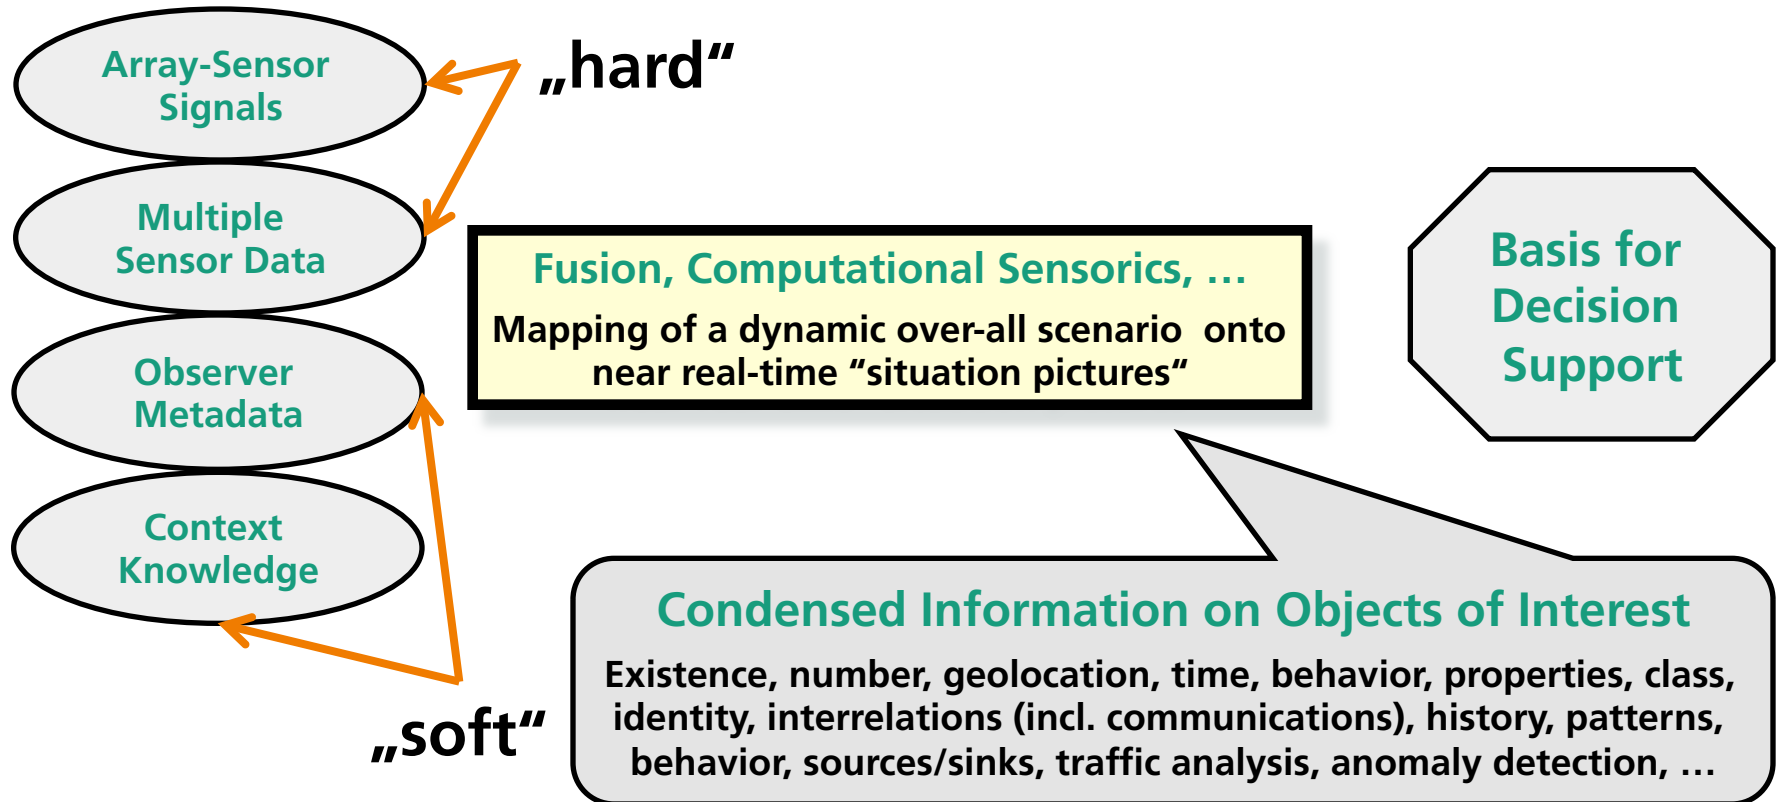 Array-Sensor
Signals
„hard“
Multiple
Sensor Data
Fusion, Computational Sensorics, …
Mapping of a dynamic over-all scenario onto
near real-time “situation pictures“
Basis for
Decision
Support
Observer
Metadata
Context
Knowledge
„soft“
Condensed Information on Objects of Interest
Existence, number, geolocation, time, behavior, properties, class,
identity, interrelations (incl. communications), history, patterns,
behavior, sources/sinks, traffic analysis, anomaly detection, …